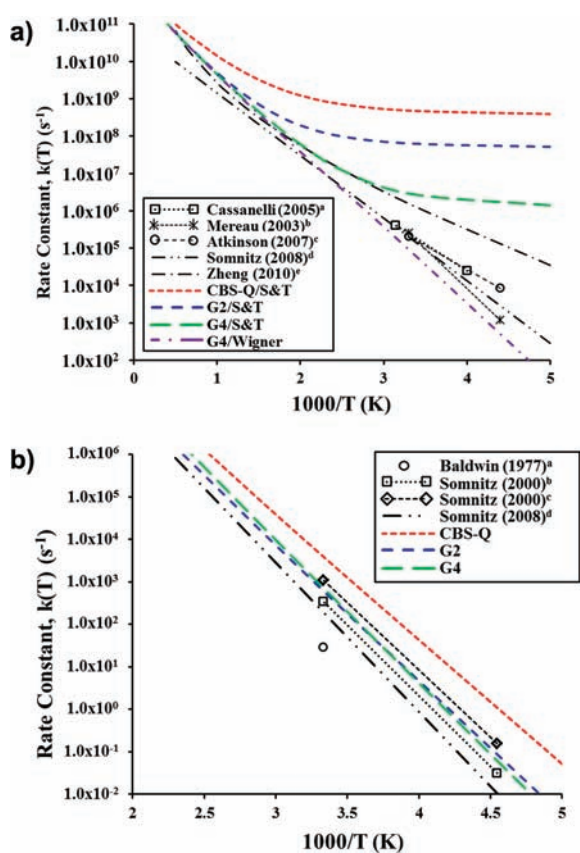 a)
1.0x10¹¹
1.0x10¹⁰
1.0x10⁹
1.0x10⁸
1.0x10⁷
1.0x10⁶
1.0x10⁵
1.0x10⁴
1.0x10³
1.0x10²
Rate Constant, k(T) (s⁻¹)
Cassanelli (2005)ᵃ
Mereau (2003)ᵇ
Atkinson (2007)ᶜ
Somnitz (2008)ᵈ
Zheng (2010)ᵉ
CBS-Q/S&T
G2/S&T
G4/S&T
G4/Wigner
0 1 2 3 4 5
1000/T (K)
b)
1.0x10⁶
1.0x10⁵
1.0x10⁴
1.0x10³
1.0x10²
1.0x10¹
1.0x10⁰
1.0x10⁻¹
1.0x10⁻²
Rate Constant, k(T) (s⁻¹)
Baldwin (1977)ᵃ
Somnitz (2000)ᵇ
Somnitz (2000)ᶜ
Somnitz (2008)ᵈ
CBS-Q
G2
G4
2 2.5 3 3.5 4 4.5 5
1000/T (K)